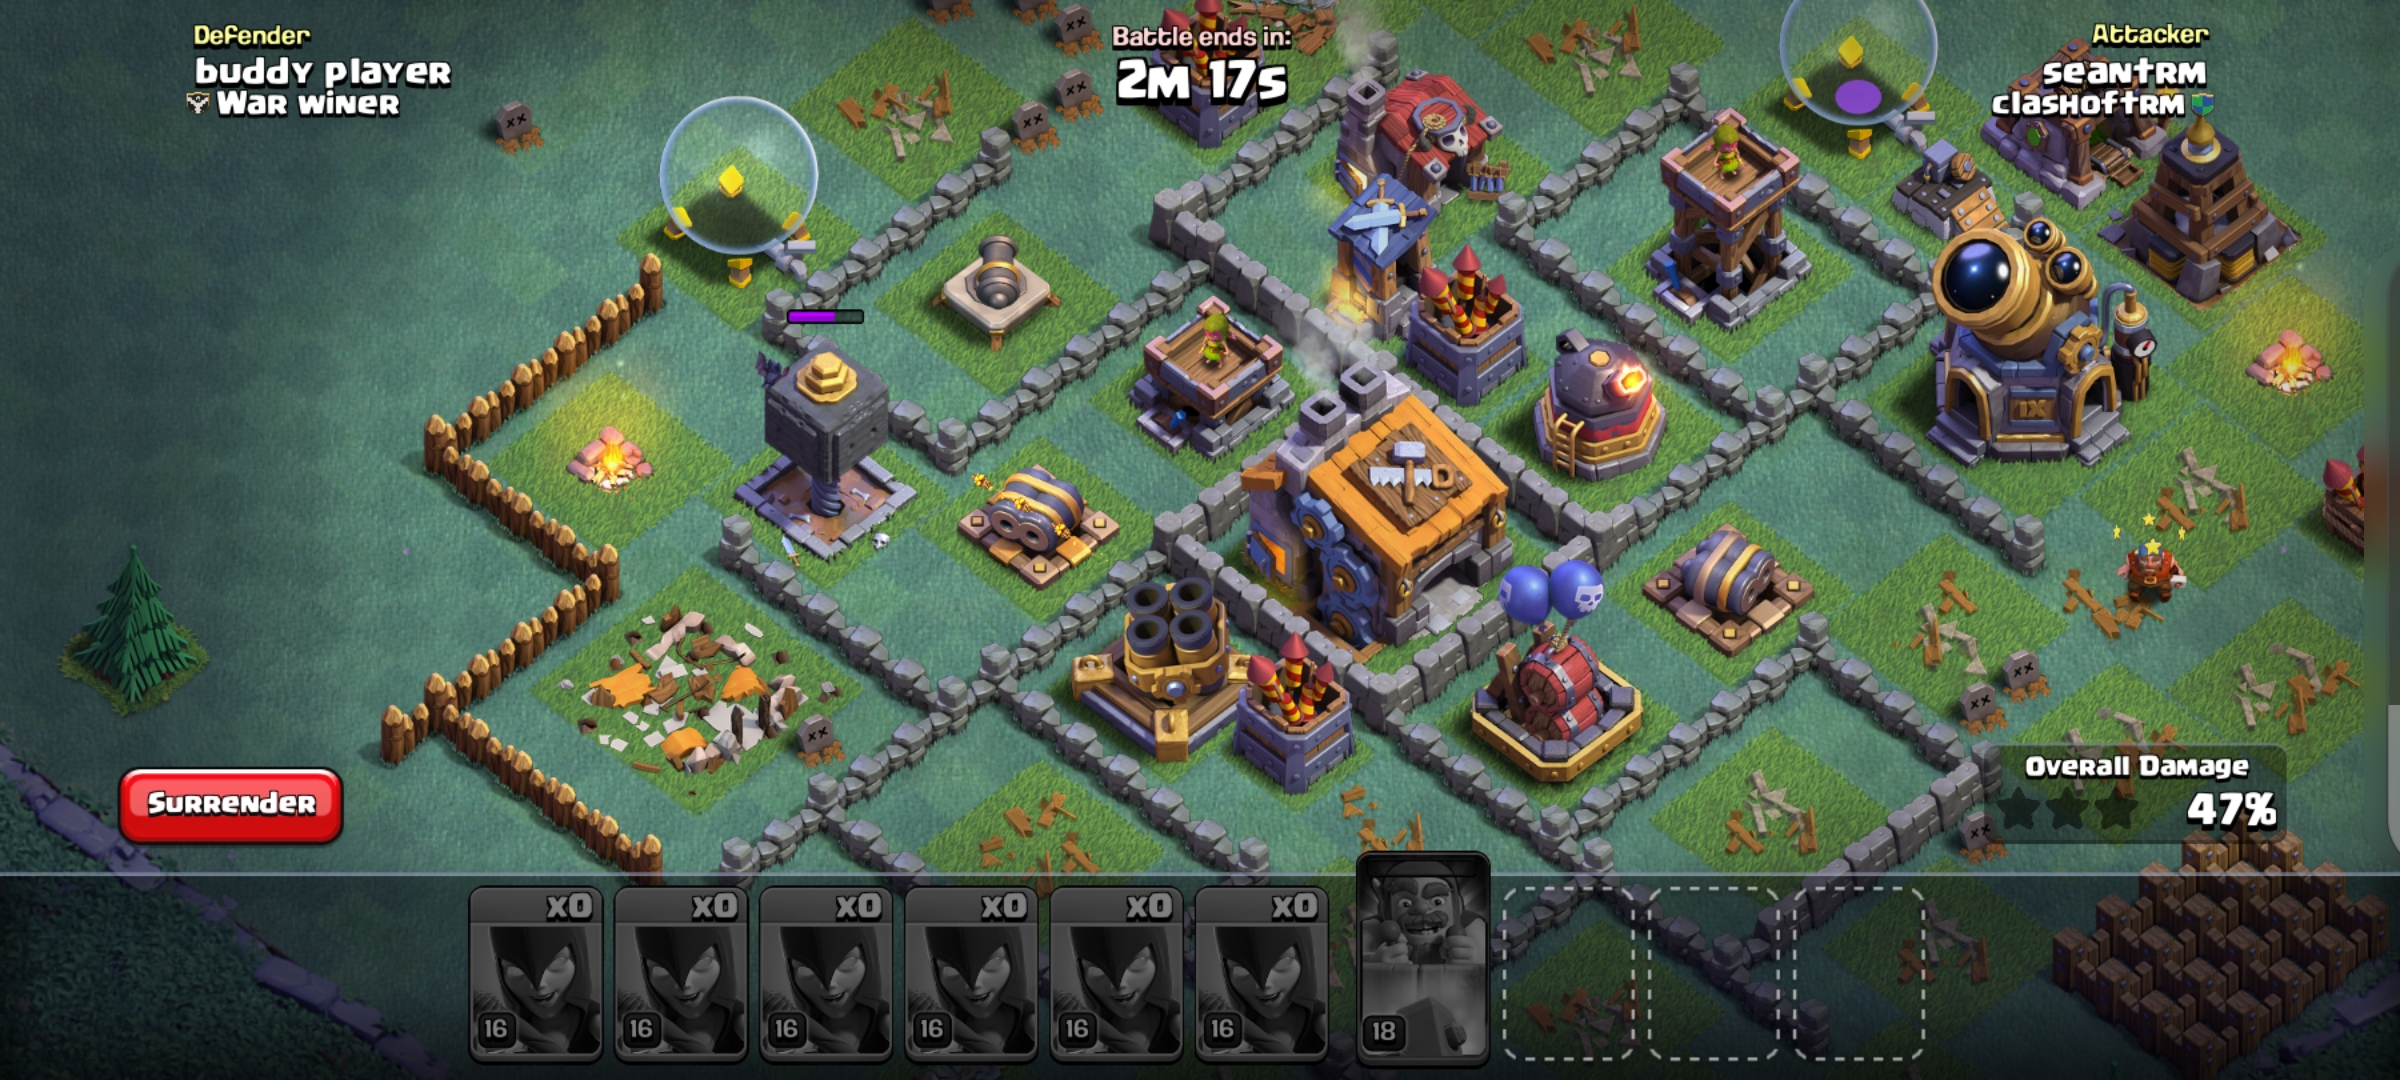 Defender
buddy player
War winer
Battle ends in:
2M 17s
Attacker
seantRM
clashoftRM
IX
Surrender
Overall Damage
47%
x0
x0
x0
x0
x0
x0
16
16
16
16
16
16
18